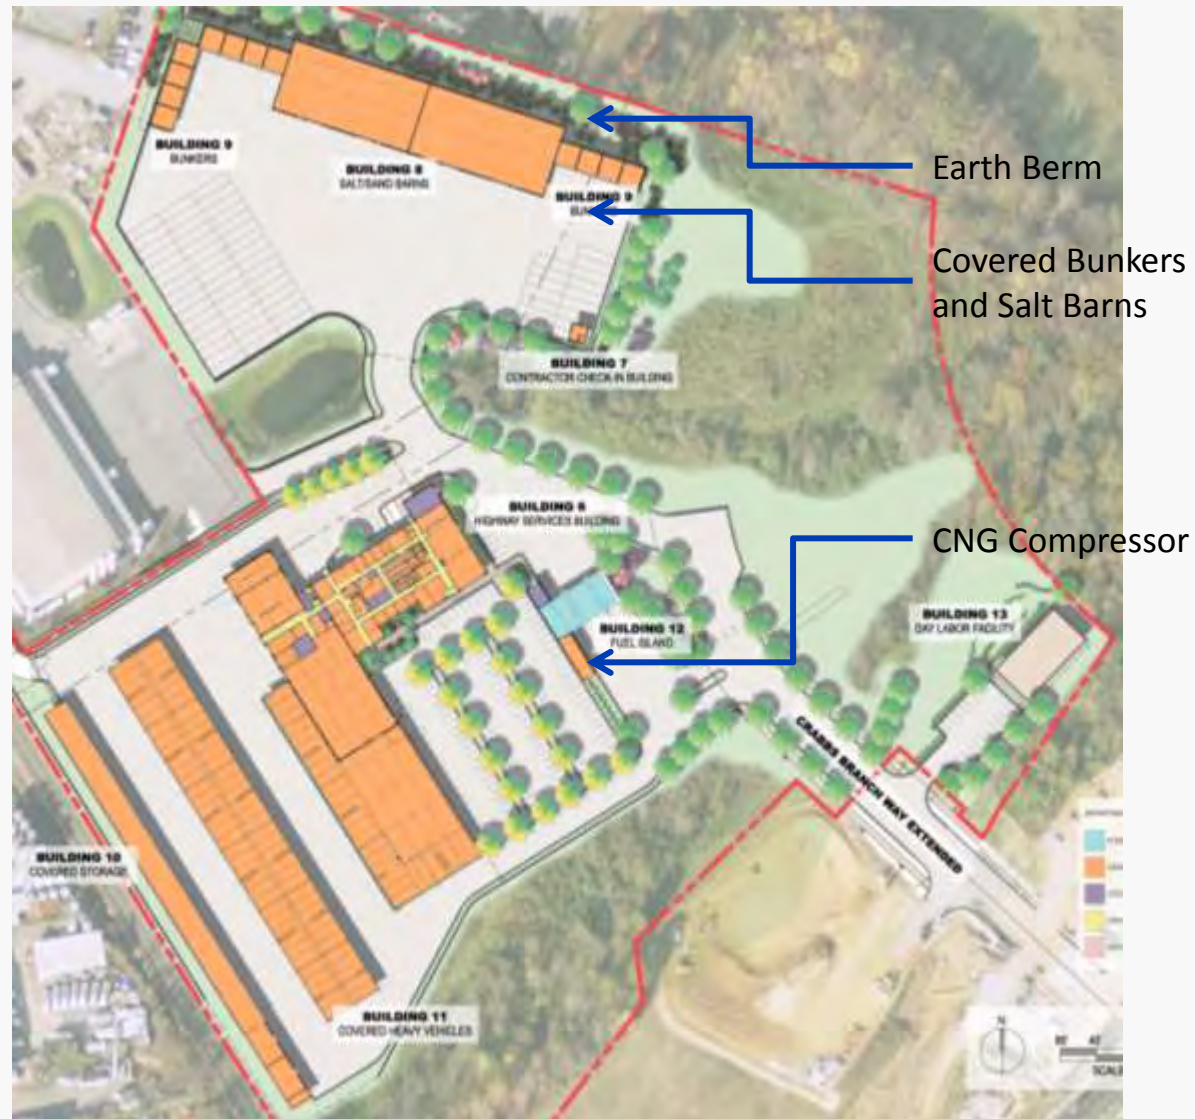 Earth Berm
BUILDING 9
BUNKERS
BUILDING 8
SALT/SAND BARNS
BUILDING 9
Covered Bunkers
and Salt Barns
BUILDING 7
CONTRACTOR CHECK-IN BUILDING
BUILDING 6
HIGHWAY SERVICES BUILDING
CNG Compressor
BUILDING 12
FUEL ISLAND
BUILDING 13
DAY LABOR FACILITY
CRABBS BRANCH WAY EXTENDED
BUILDING 10
COVERED STORAGE
BUILDING 11
COVERED HEAVY VEHICLES
N
SCALE